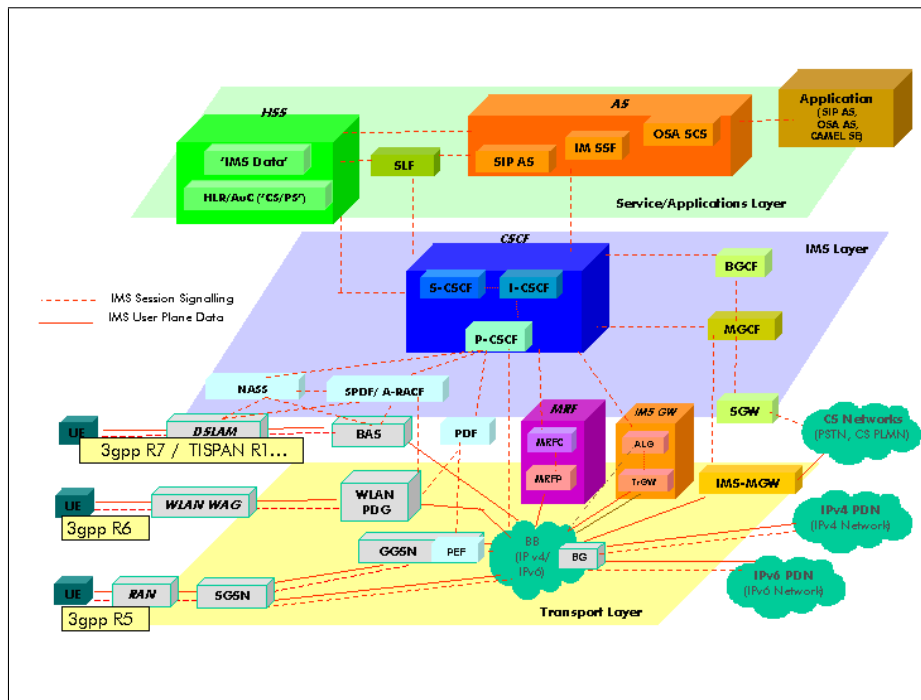 HSS
'IMS Data'
HLR/AuC ('CS/PS')
SLF
AS
SIP AS
IM SSF
OSA SCS
Application
(SIP AS,
OSA AS,
CAMEL SE)
Service/Applications Layer
IMS Layer
CSCF
S-CSCF
I-CSCF
P-CSCF
BGCF
MGCF
SGW
IMS Session Signalling
IMS User Plane Data
NASS
SPDF/ A-RACF
UE
DSLAM
BAS
PDF
3gpp R7 / TISPAN R1...
MRF
MRFC
MRFP
IMS GW
ALG
TrGW
CS Networks
(PSTN, CS PLMN)
IMS-MGW
UE
WLAN WAG
WLAN
PDG
3gpp R6
GGSN
PEF
BB
(IPv4/
IPv6)
BG
IPv4 PDN
(IPv4 Network)
IPv6 PDN
(IPv6 Network)
UE
RAN
SGSN
3gpp R5
Transport Layer